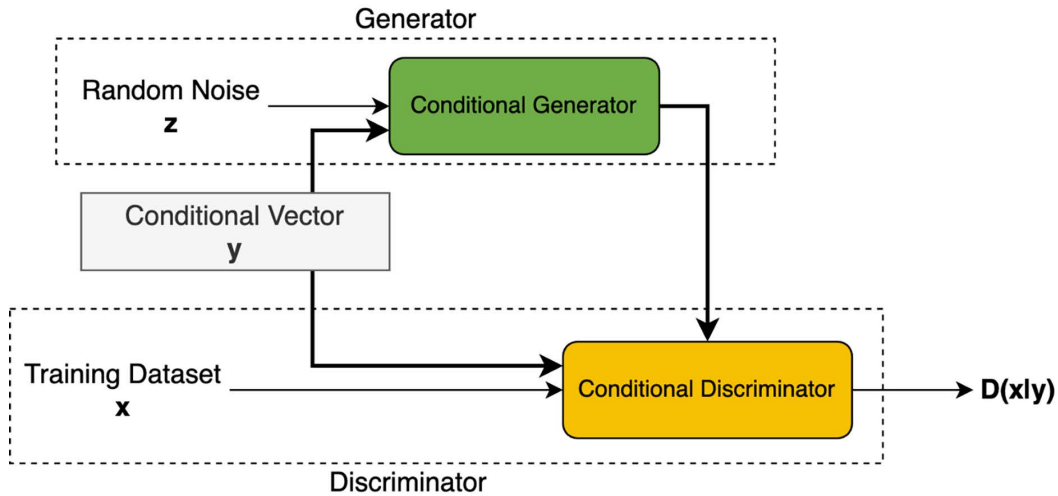 Generator
Random Noise
z
Conditional Generator
Conditional Vector
y
Training Dataset
x
Conditional Discriminator
D(x|y)
Discriminator